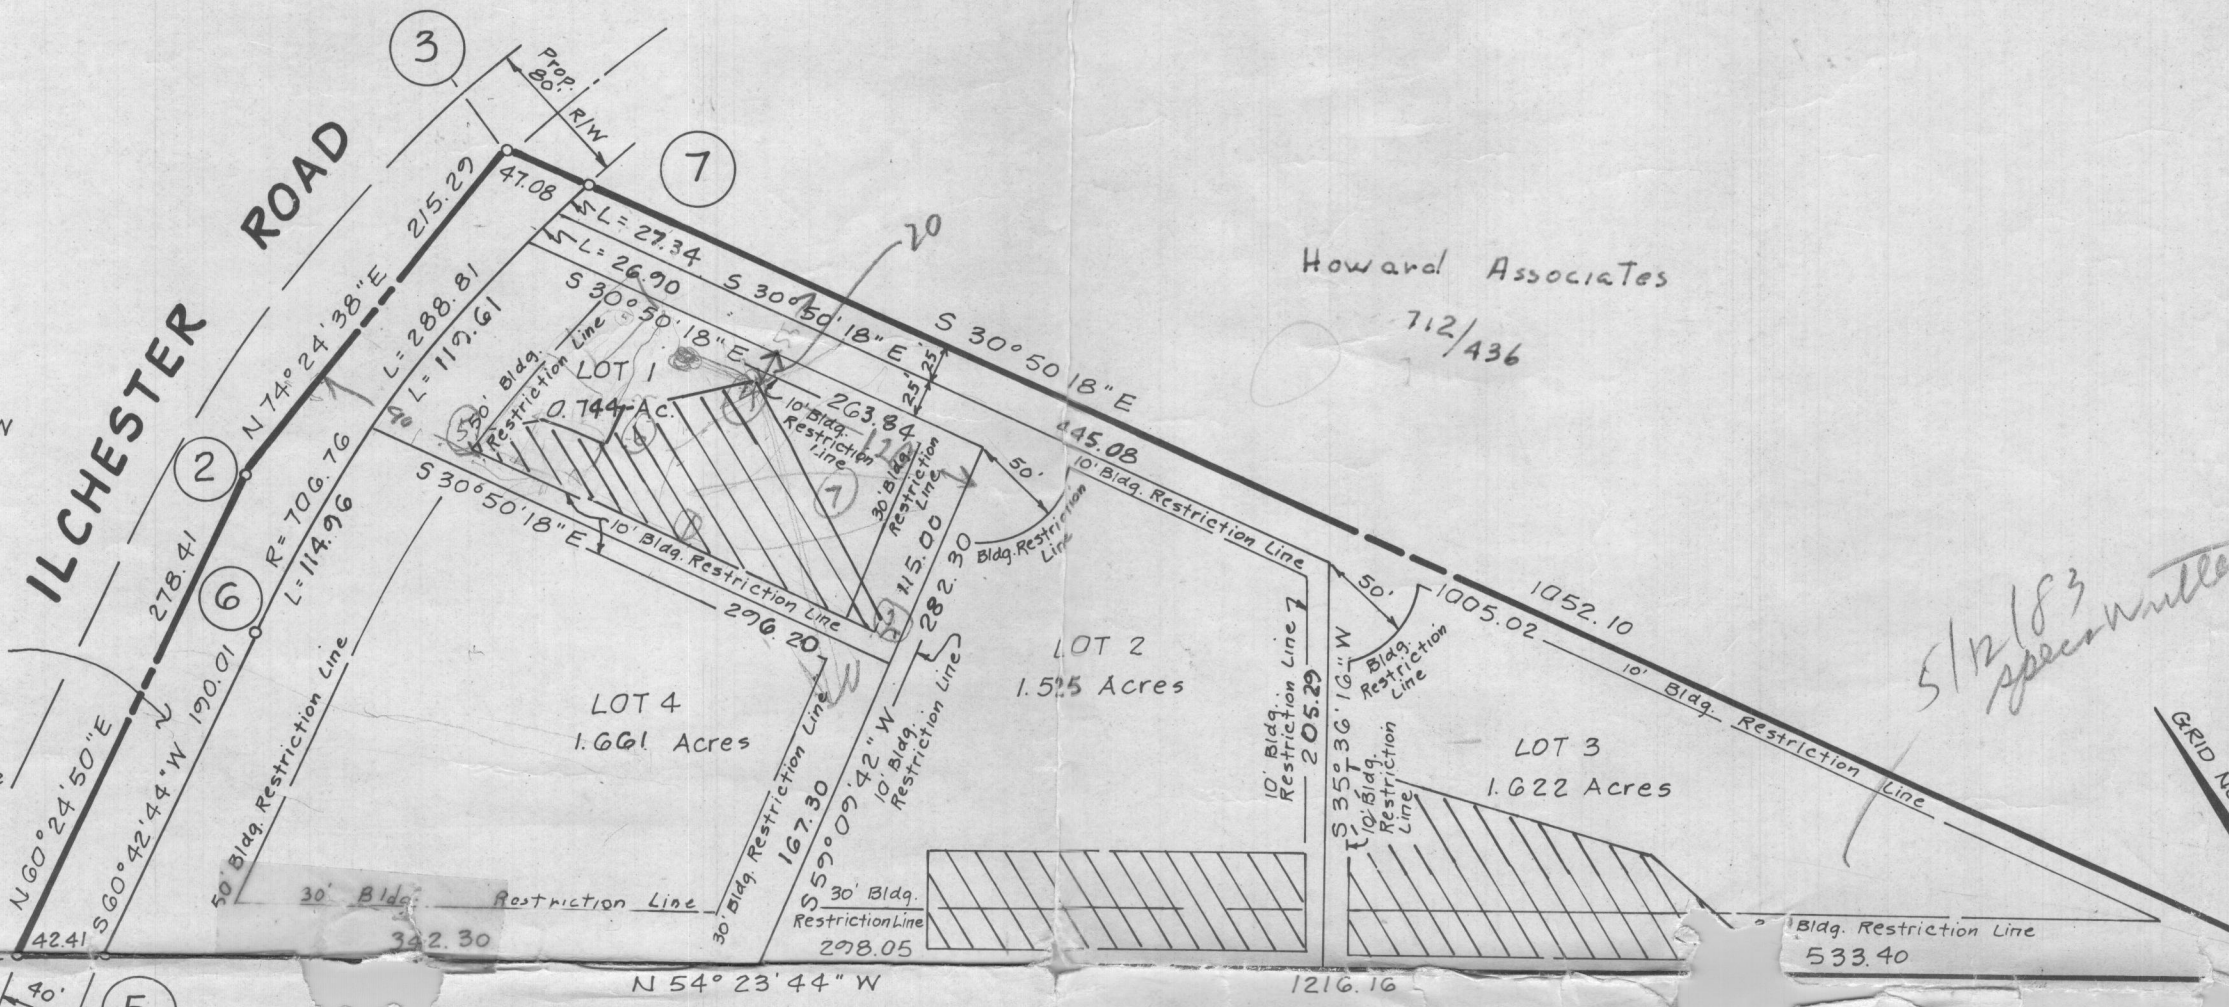 3
Prop.
80'
R/W
7
ILCHESTER ROAD
215.29
47.08
N 74° 24' 38" E
L = 288.81
L = 119.61
L = 27.34
L = 26.90
20
S 30° 50' 18" E
S 30° 50' 18" E
S 30° 50' 18" E
Howard Associates
712/436
50' Bldg.
Restriction Line
LOT 1
0.744 Ac.
25'
25'
263.84
445.08
10' Bldg.
Restriction
Line
30' Bldg.
Restriction
Line
90
5
6
7
1
2
278.41
R = 706.76
L = 114.96
6
S 30° 50' 18" E
10' Bldg. Restriction Line
296.20
115.00
282.30
50'
Bldg. Restriction
Line
10' Bldg. Restriction Line
50'
Bldg.
Restriction
Line
1005.02
1052.10
10' Bldg. Restriction Line
5/12/83
GRID
N 60° 24' 50" E
S 60° 42' 44" W 190.01
50' Bldg. Restriction Line
LOT 4
1.661 Acres
LOT 2
1.525 Acres
LOT 3
1.622 Acres
30' Bldg. Restriction Line
167.30
S 59° 09' 42" W
10' Bldg.
Restriction Line
10' Bldg.
Restriction Line
205.29
S 35° 36' 16" W
10' Bldg.
Restriction
Line
30' Bldg. Restriction Line
342.30
30' Bldg.
Restriction Line
298.05
Bldg. Restriction Line
533.40
42.41
40'
5
N 54° 23' 44" W
1216.16